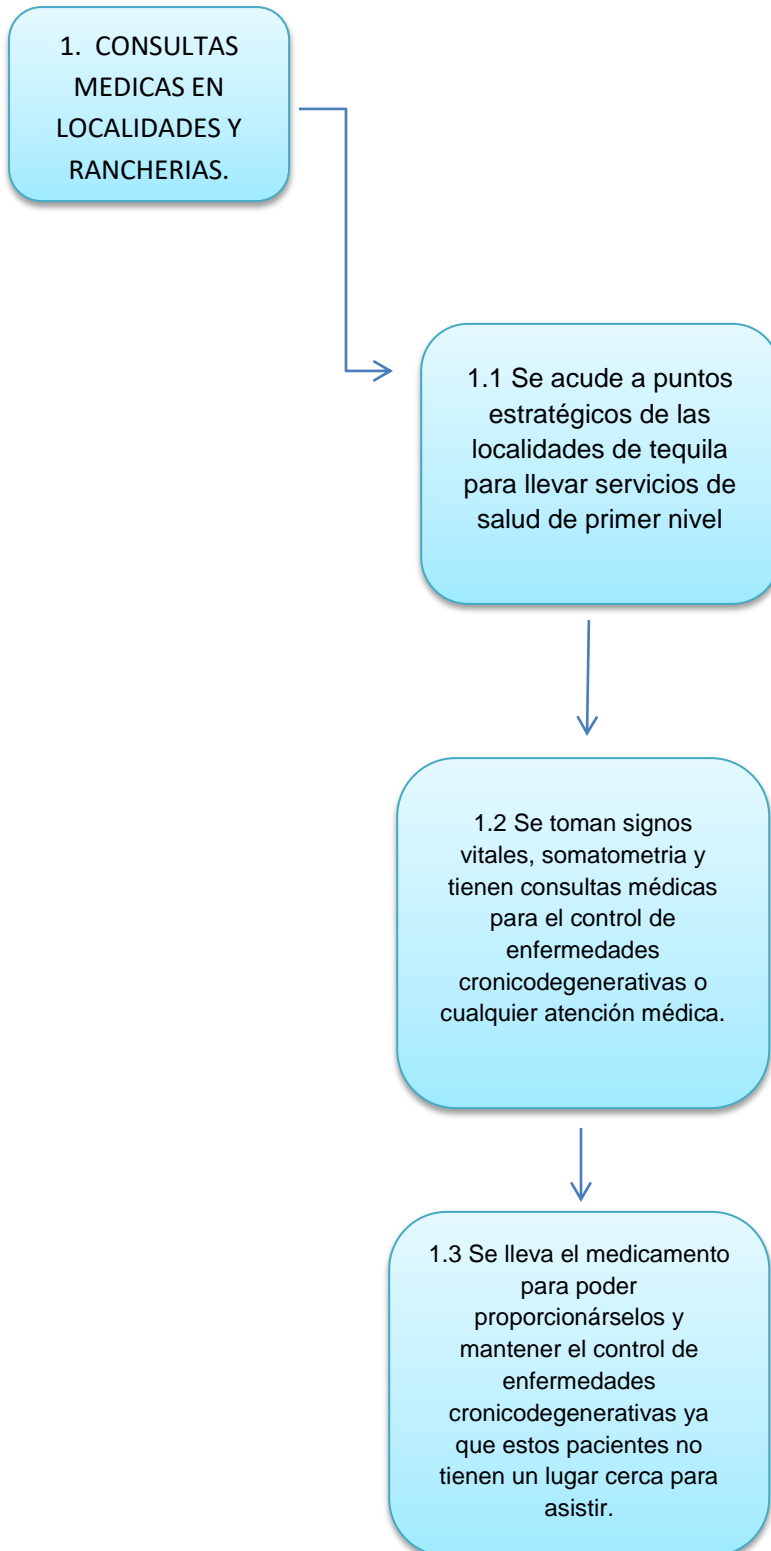 1. CONSULTAS
MEDICAS EN
LOCALIDADES Y
RANCHERIAS.
1.1 Se acude a puntos
estratégicos de las
localidades de tequila
para llevar servicios de
salud de primer nivel
1.2 Se toman signos
vitales, somatometria y
tienen consultas médicas
para el control de
enfermedades
cronicodegenerativas o
cualquier atención médica.
1.3 Se lleva el medicamento
para poder
proporcionárselos y
mantener el control de
enfermedades
cronicodegenerativas ya
que estos pacientes no
tienen un lugar cerca para
asistir.